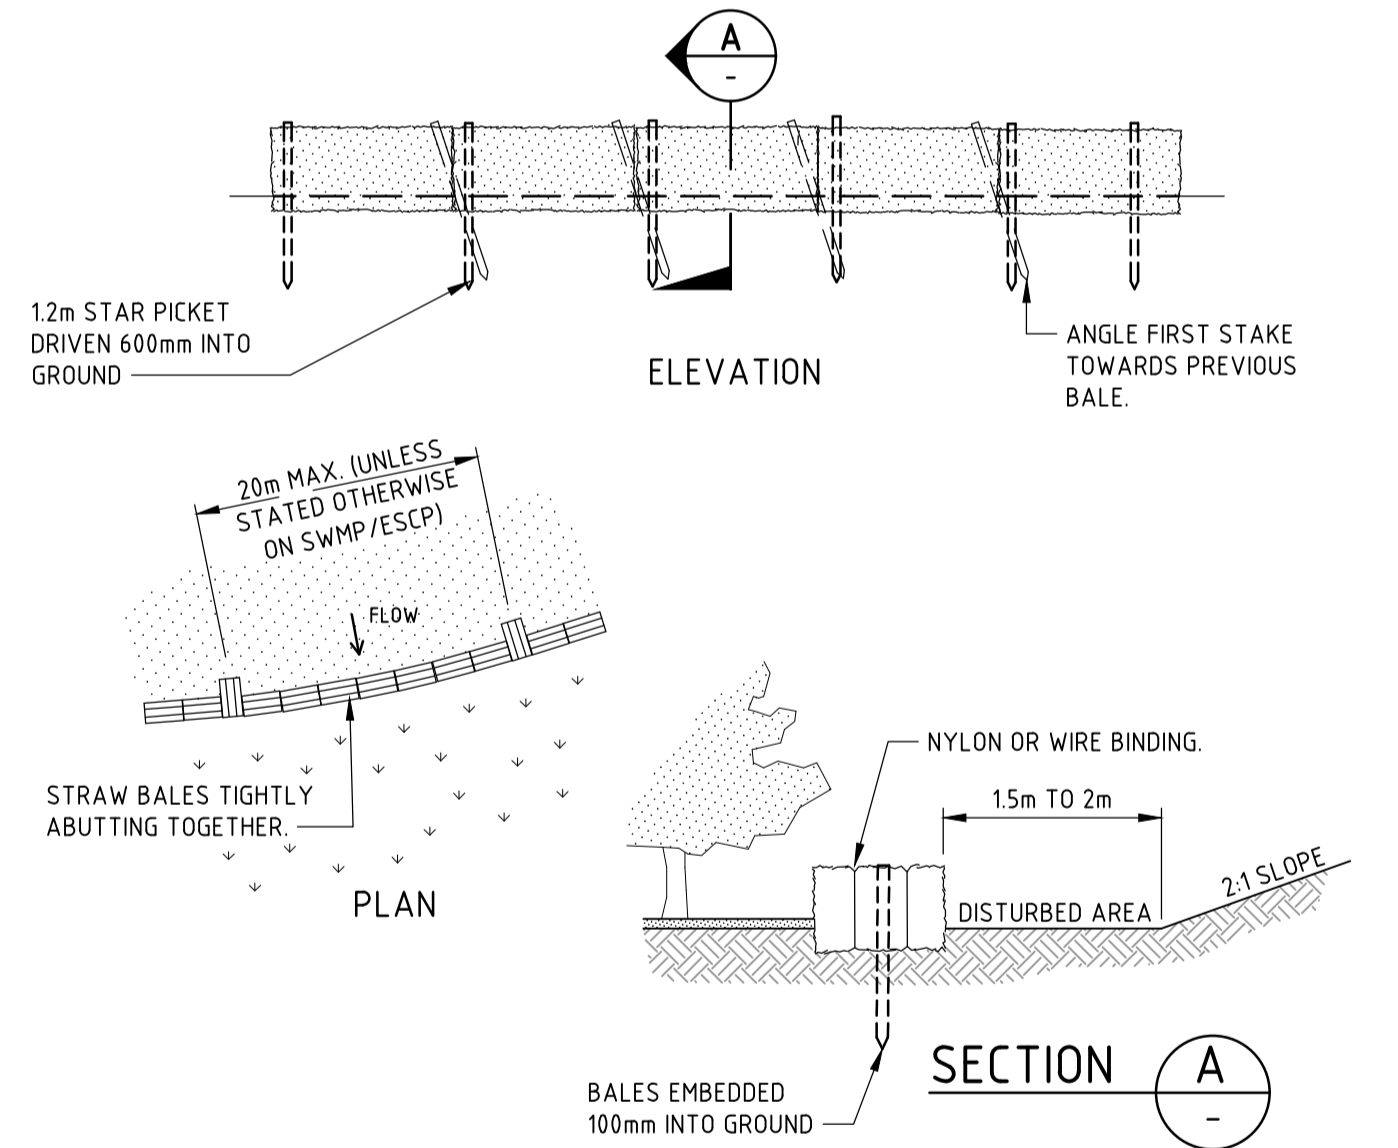 A
-
1.2m STAR PICKET
DRIVEN 600mm INTO
GROUND
ELEVATION
ANGLE FIRST STAKE
TOWARDS PREVIOUS
BALE.
20m MAX. (UNLESS
STATED OTHERWISE
ON SWMP/ESCP)
FLOW
STRAW BALES TIGHTLY
ABUTTING TOGETHER.
PLAN
NYLON OR WIRE BINDING.
1.5m TO 2m
DISTURBED AREA
2:1 SLOPE
BALES EMBEDDED
100mm INTO GROUND
SECTION
A
-